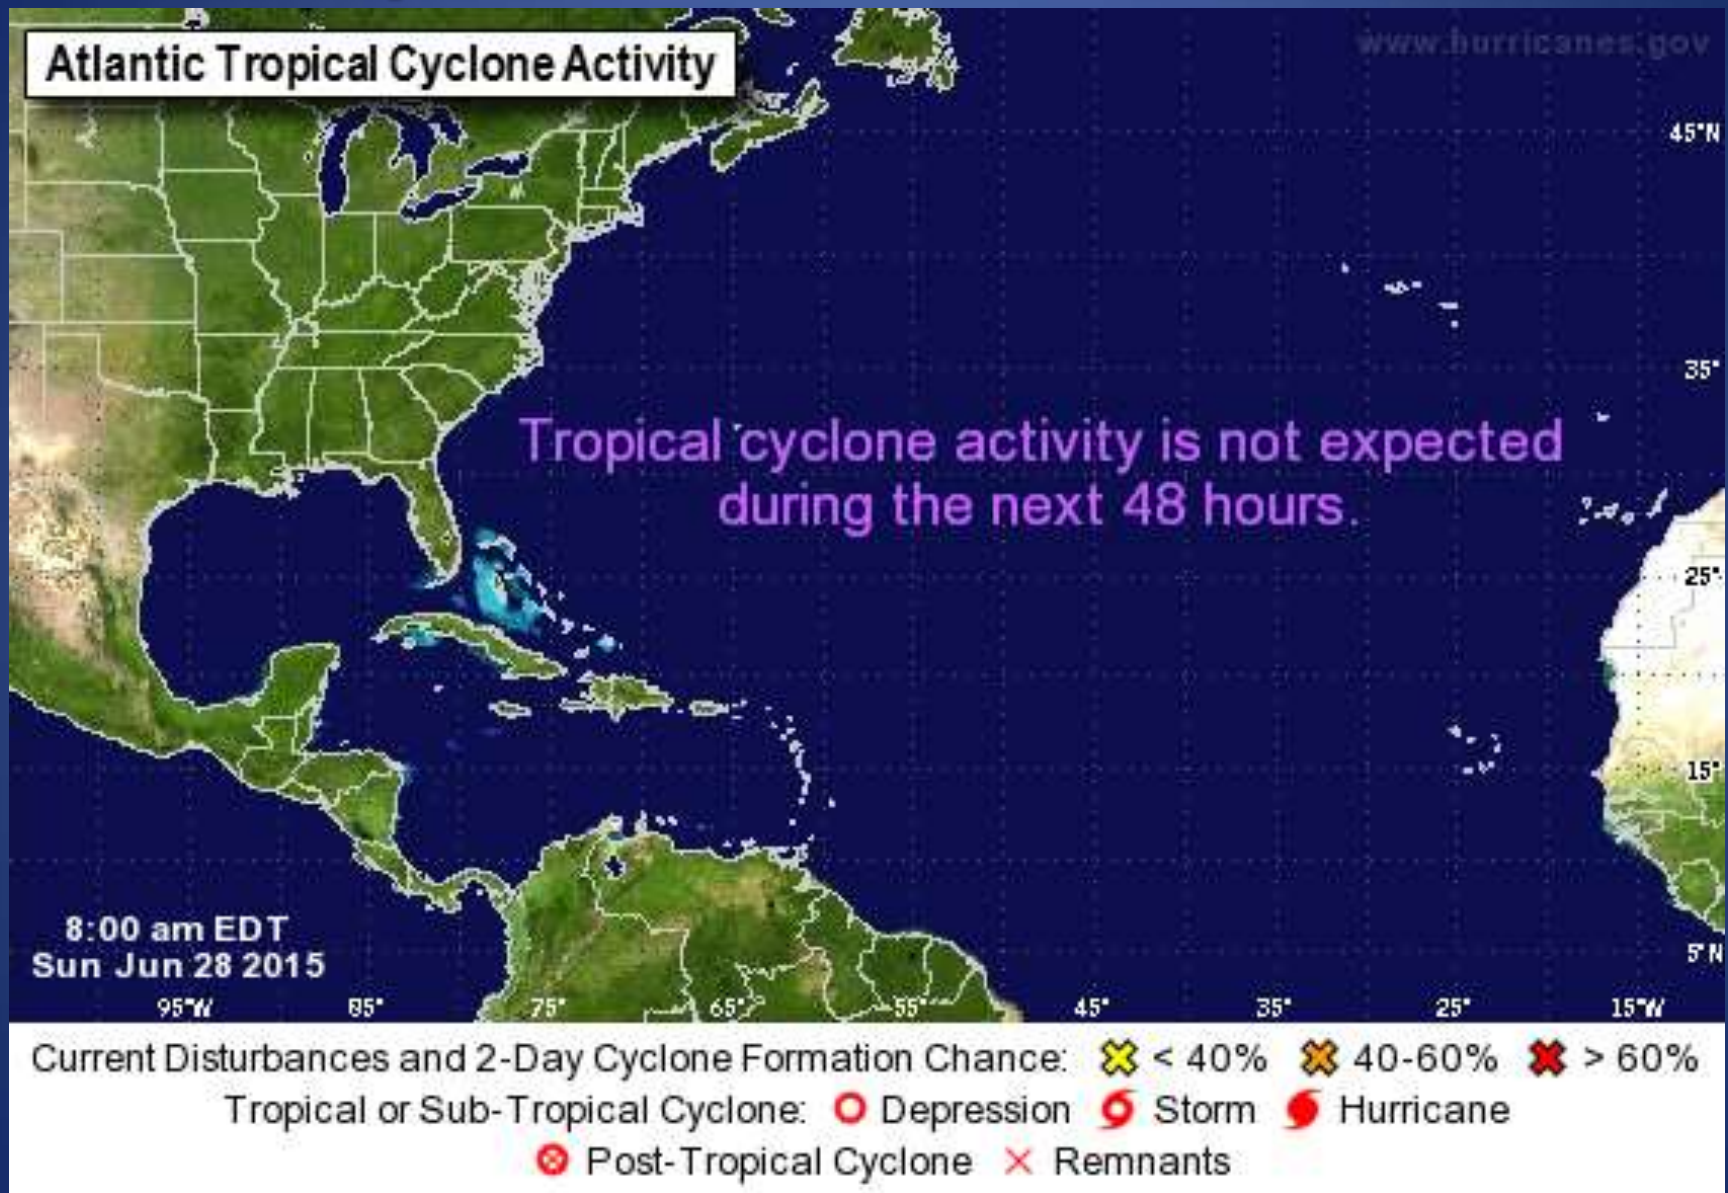 Atlantic Tropical Cyclone Activity
www.hurricanes.gov
45°N
35°
Tropical cyclone activity is not expected
during the next 48 hours.
25°
15°
8:00 am EDT
Sun Jun 28 2015
5°N
95°W 85° 75° 65° 55° 45° 35° 25° 15°W
Current Disturbances and 2-Day Cyclone Formation Chance: < 40% 40-60% > 60%
Tropical or Sub-Tropical Cyclone: Depression Storm Hurricane
Post-Tropical Cyclone Remnants